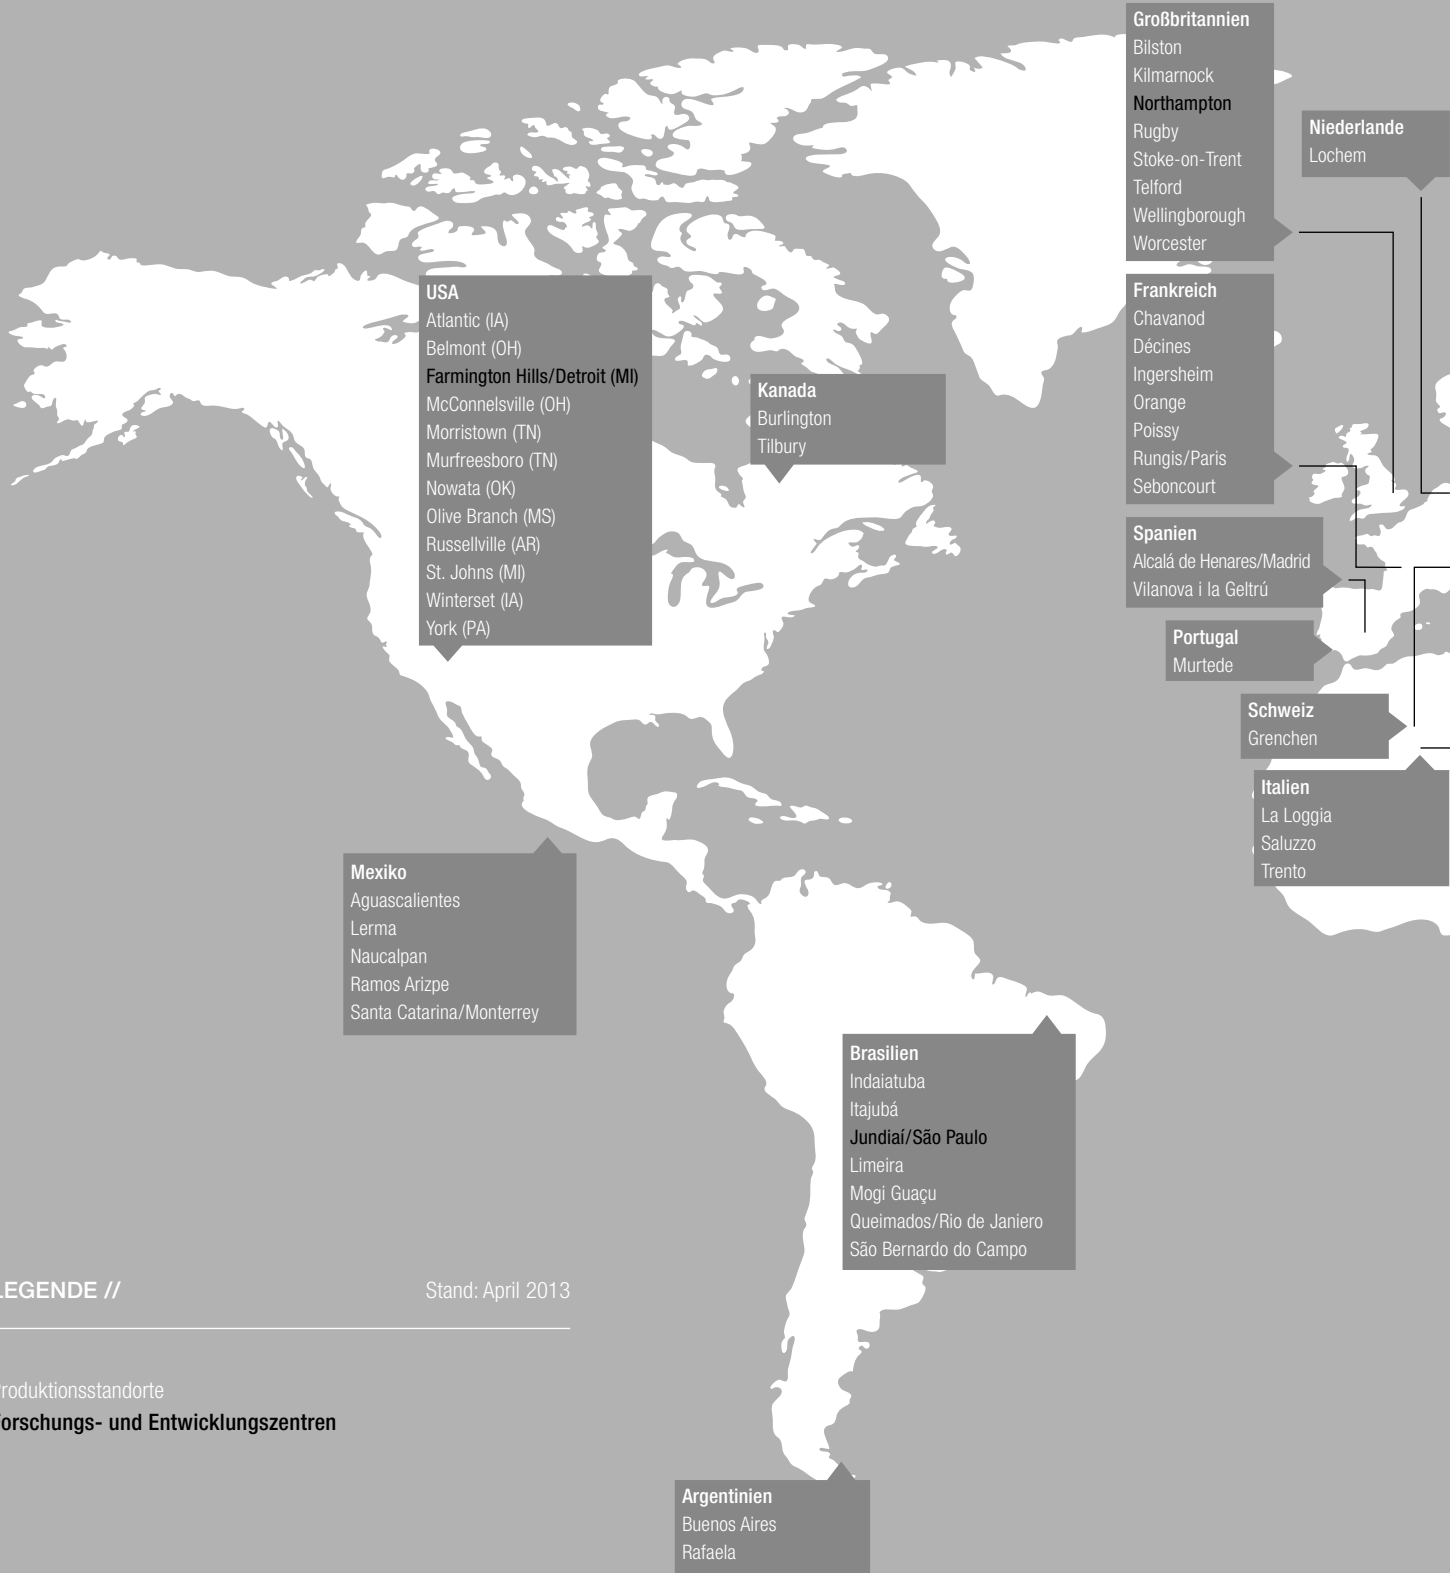 Großbritannien
Bilston
Kilmarnock
Northampton
Rugby
Stoke-on-Trent
Telford
Wellingborough
Worcester
Niederlande
Lochem
USA
Atlantic (IA)
Belmont (OH)
Farmington Hills/Detroit (MI)
McConnelsville (OH)
Morristown (TN)
Murfreesboro (TN)
Nowata (OK)
Olive Branch (MS)
Russellville (AR)
St. Johns (MI)
Winterset (IA)
York (PA)
Kanada
Burlington
Tilbury
Frankreich
Chavanod
Décines
Ingersheim
Orange
Poissy
Rungis/Paris
Seboncourt
Spanien
Alcalá de Henares/Madrid
Vilanova i la Geltrú
Portugal
Murtede
Schweiz
Grenchen
Italien
La Loggia
Saluzzo
Trento
Mexiko
Aguascalientes
Lerma
Naucalpan
Ramos Arizpe
Santa Catarina/Monterrey
Brasilien
Indaiatuba
Itajubá
Jundiaí/São Paulo
Limeira
Mogi Guaçu
Queimados/Rio de Janiero
São Bernardo do Campo
LEGENDE // Stand: April 2013
Produktionsstandorte
Forschungs- und Entwicklungszentren
Argentinien
Buenos Aires
Rafaela